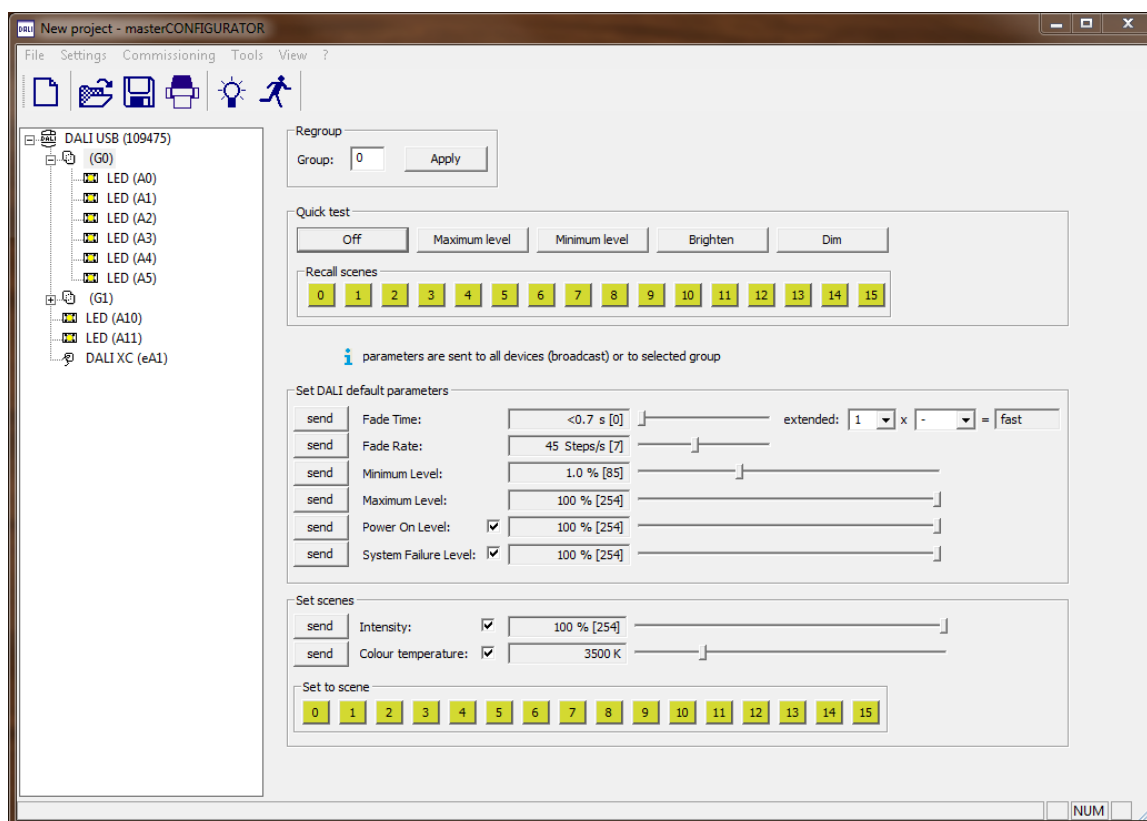 DALI New project - masterCONFIGURATOR X
File Settings Commissioning Tools View ?
DALI DALI USB (109475)
(G0)
LED (A0)
LED (A1)
LED (A2)
LED (A3)
LED (A4)
LED (A5)
(G1)
LED (A10)
LED (A11)
DALI XC (eA1)
Regroup
Group: 0 Apply
Quick test
Off Maximum level Minimum level Brighten Dim
Recall scenes
0 1 2 3 4 5 6 7 8 9 10 11 12 13 14 15
i parameters are sent to all devices (broadcast) or to selected group
Set DALI default parameters
send Fade Time: <0.7 s [0] extended: 1 x - = fast
send Fade Rate: 45 Steps/s [7]
send Minimum Level: 1.0 % [85]
send Maximum Level: 100 % [254]
send Power On Level: 100 % [254]
send System Failure Level: 100 % [254]
Set scenes
send Intensity: 100 % [254]
send Colour temperature: 3500 K
Set to scene
0 1 2 3 4 5 6 7 8 9 10 11 12 13 14 15
NUM